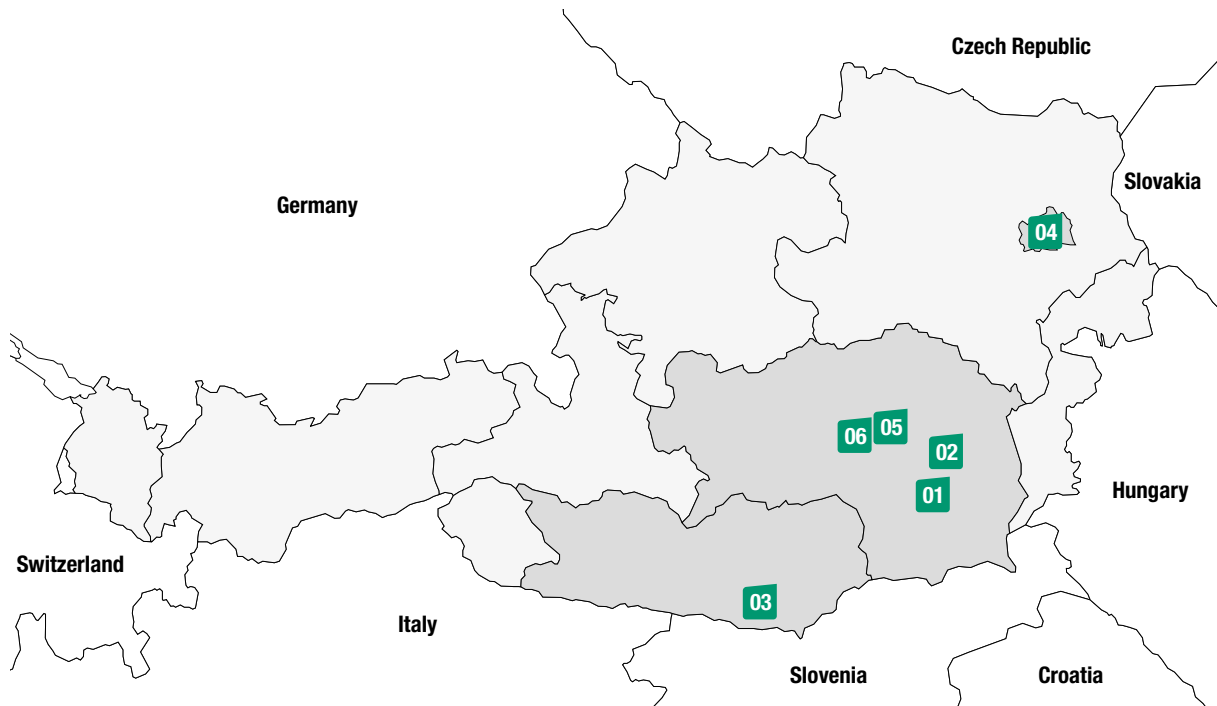 Czech Republic
Slovakia
Germany
04
05
06
02
01
Hungary
Switzerland
03
Italy
Slovenia
Croatia